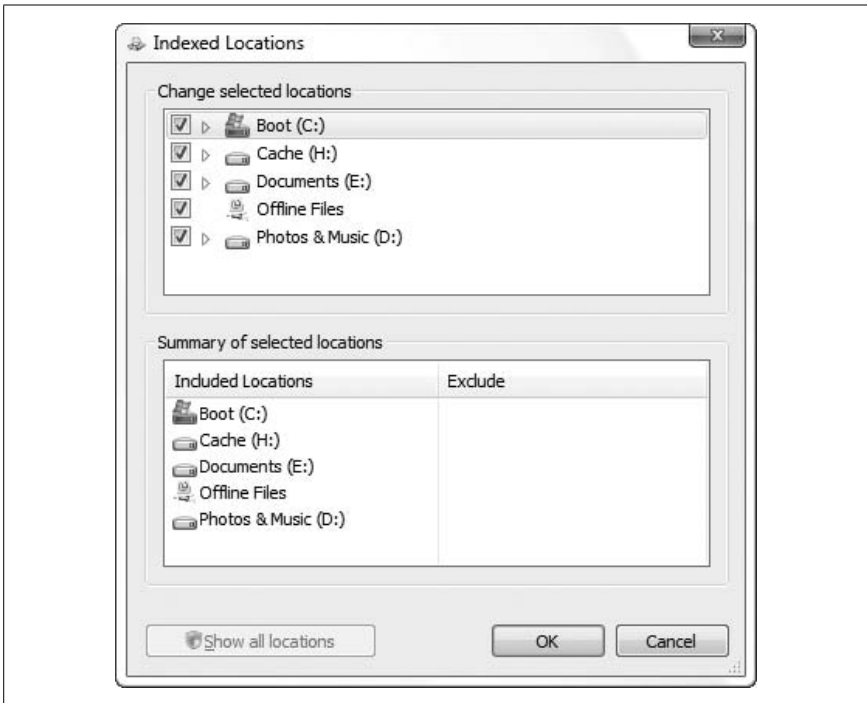 Indexed Locations
Change selected locations
Boot (C:)
Cache (H:)
Documents (E:)
Offline Files
Photos & Music (D:)
Summary of selected locations
Included Locations Exclude
Boot (C:)
Cache (H:)
Documents (E:)
Offline Files
Photos & Music (D:)
Show all locations OK Cancel